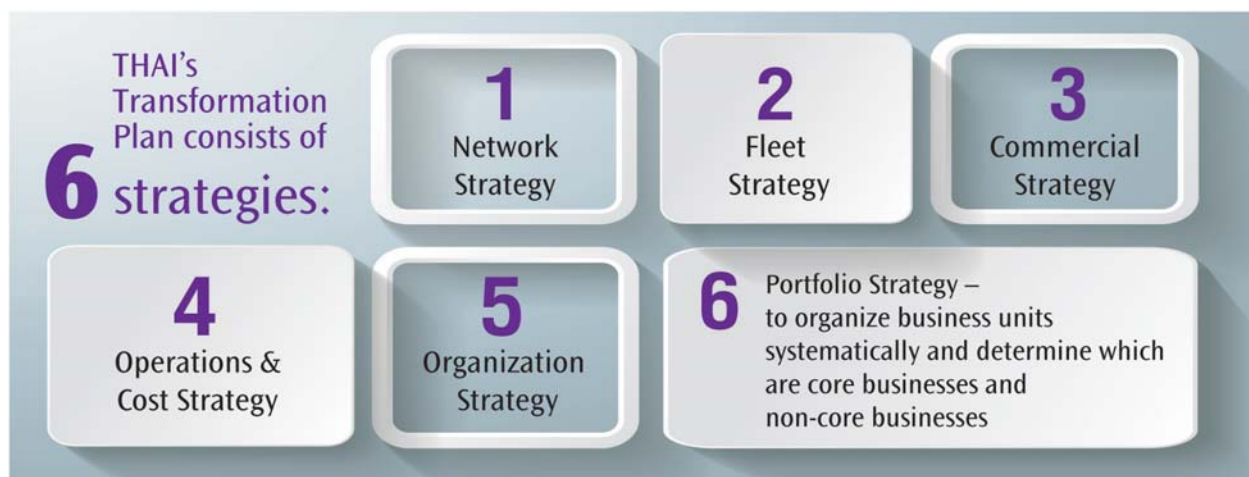 THAI's
Transformation
Plan consists of
6 strategies:
1
Network
Strategy
2
Fleet
Strategy
3
Commercial
Strategy
4
Operations &
Cost Strategy
5
Organization
Strategy
6
Portfolio Strategy –
to organize business units
systematically and determine which
are core businesses and
non-core businesses